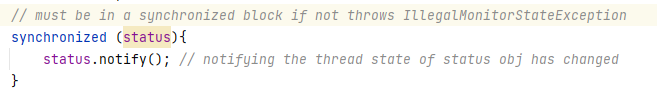 // must be in a synchronized block if not throws IllegalMonitorStateException
synchronized (status){
    status.notify(); // notifying the thread state of status obj has changed
}